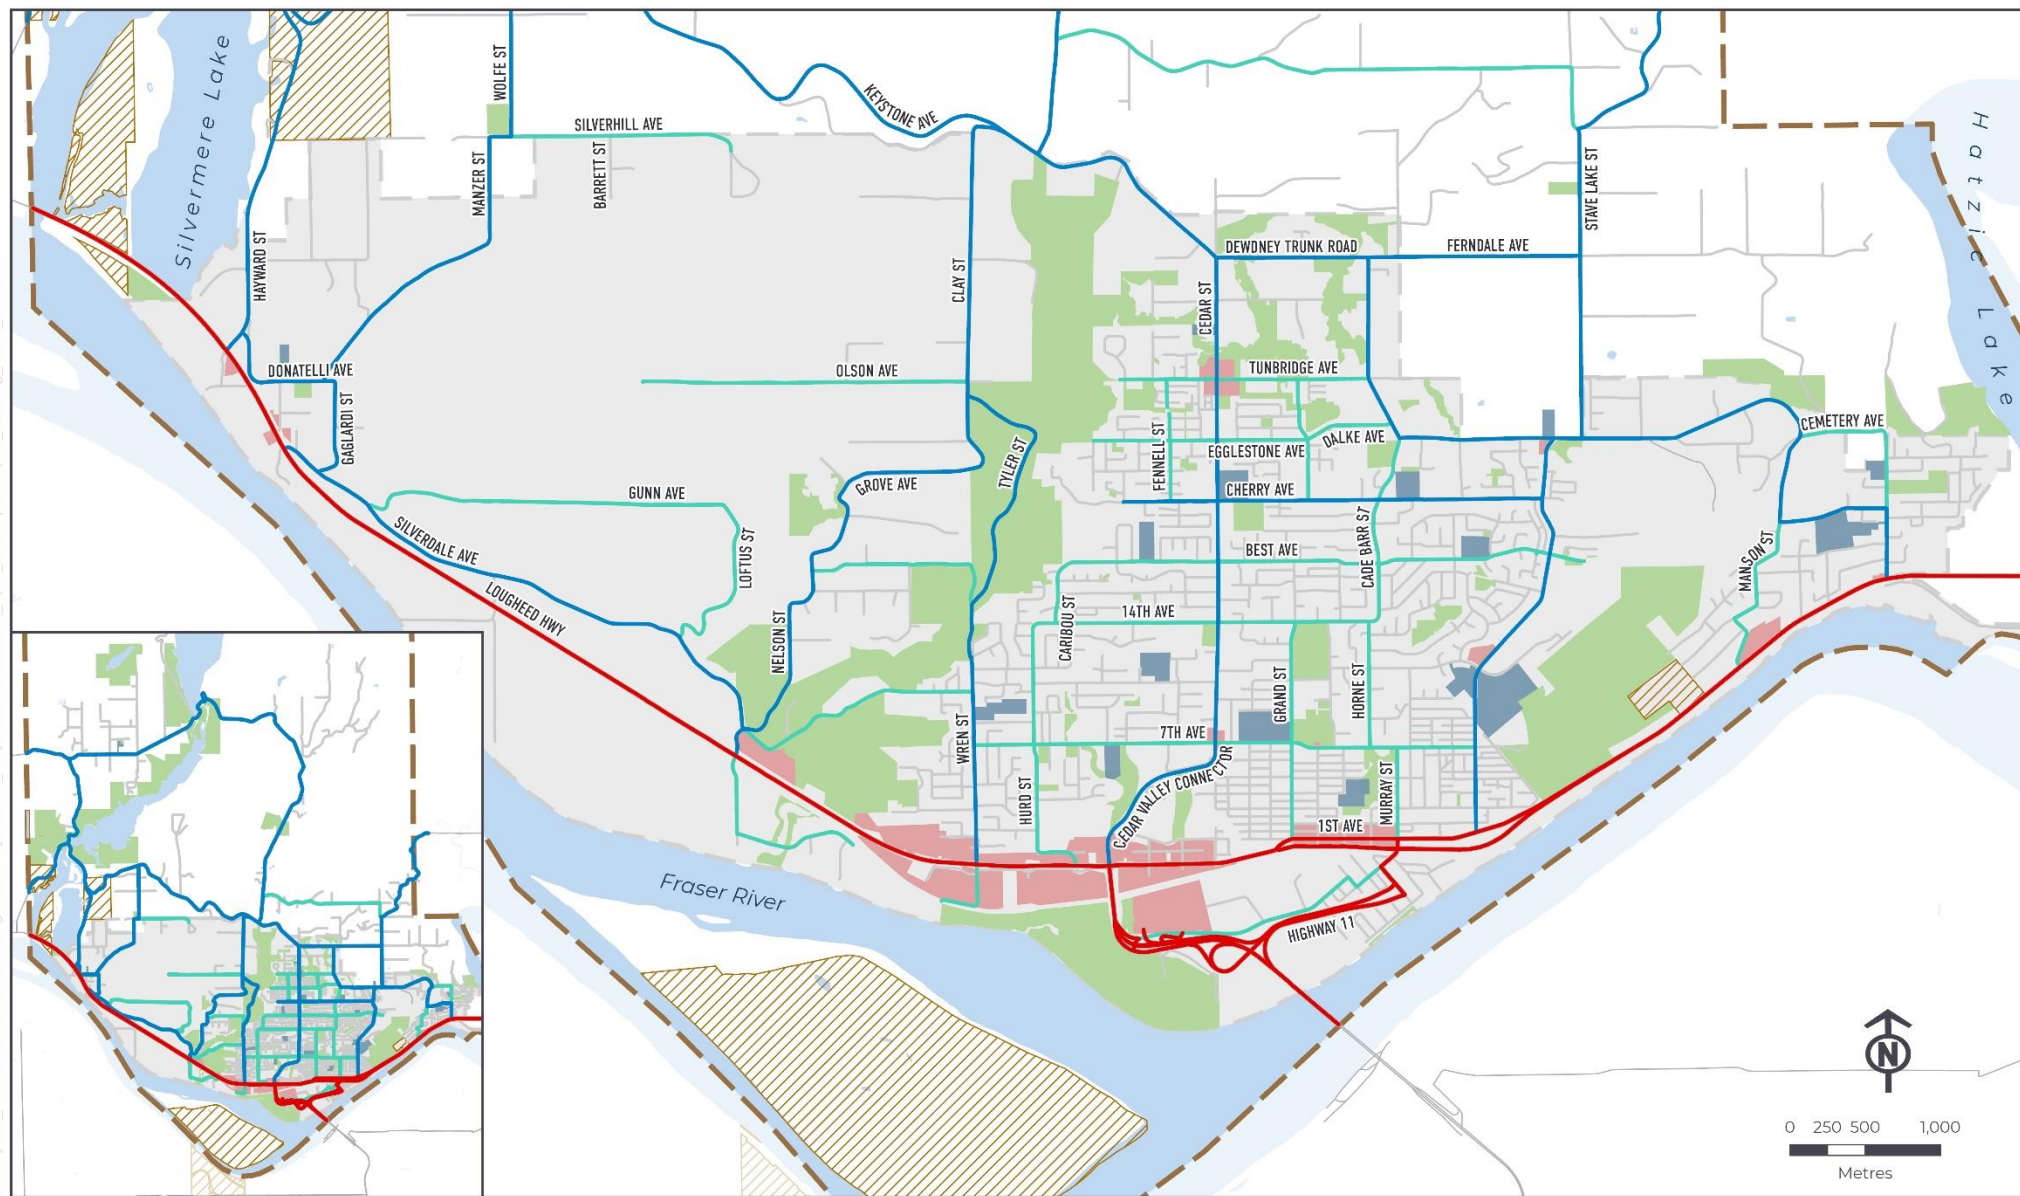 Silvermere Lake
WOLFE ST
KEYSTONE AVE
SILVERHILL AVE
Hatzic Lake
MANZER ST
BARRETT ST
STAVE LAKE ST
HAYWARD ST
CLAY ST
DEWDNEY TRUNK ROAD
FERNDALE AVE
CEDAR ST
DONATELLI AVE
OLSON AVE
TUNBRIDGE AVE
GAGLARDI ST
TYLER ST
FENNELL ST
DALKE AVE
CEMETERY AVE
EGGLESTONE AVE
GUNN AVE
GROVE AVE
CHERRY AVE
SILVERDALE AVE
LOFTUS ST
BEST AVE
CADE BARR ST
MANSON ST
LOUGHEED HWY
NELSON ST
CARIBOU ST
14TH AVE
GRAND ST
HORNE ST
WREN ST
7TH AVE
HURD ST
CEDAR VALLEY CONNECTOR
MURRAY ST
1ST AVE
Fraser River
HIGHWAY 11
N
0 250 500 1,000
Metres